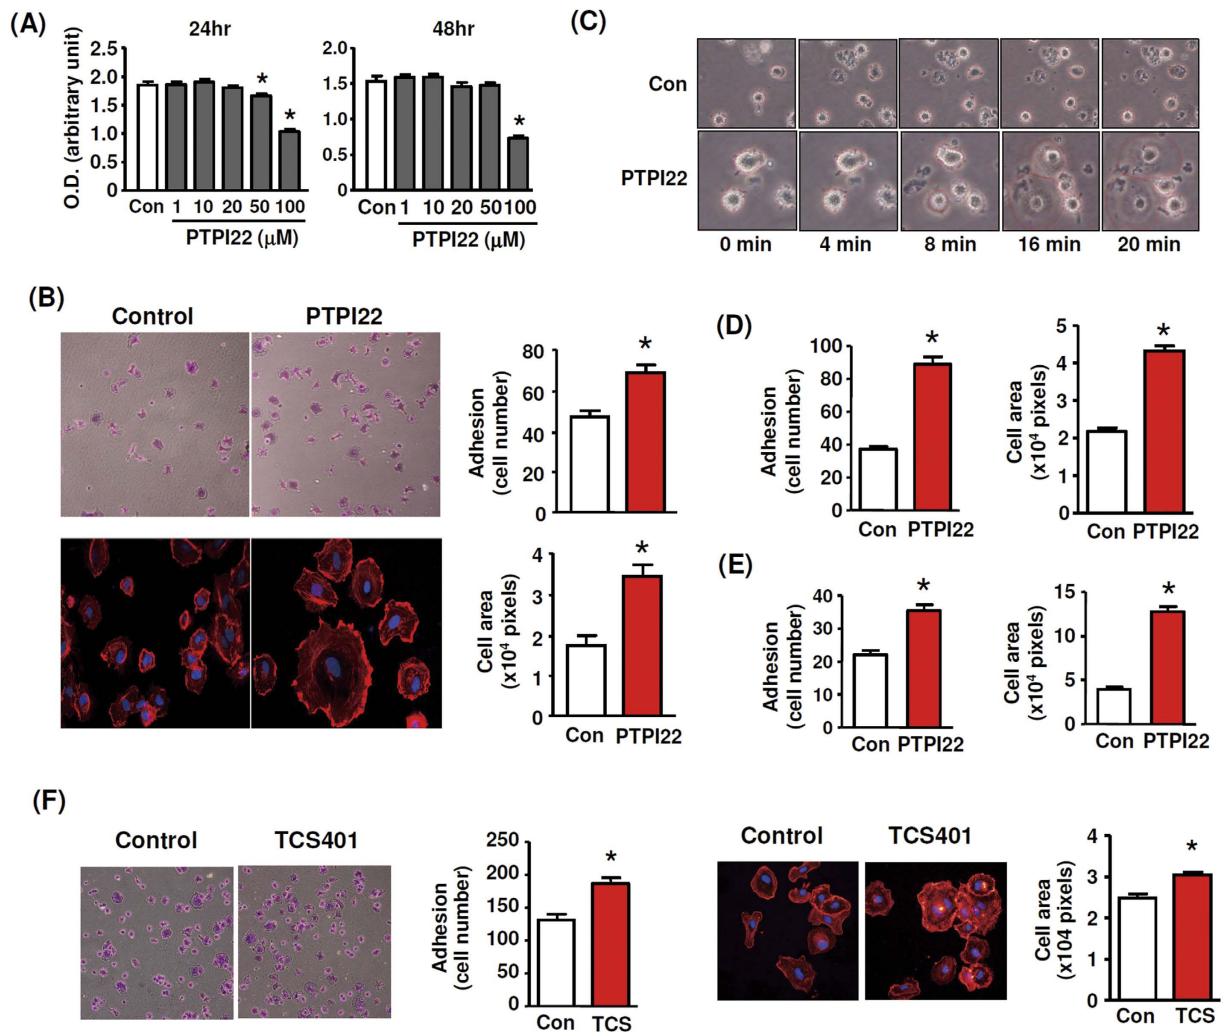 (A)
24hr
48hr
O.D. (arbitrary unit)
2.5
2.0
1.5
1.0
0.5
0
Con 1 10 20 50 100
PTPI22 (μM)
* *
2.0
1.5
1.0
0.5
0
Con 1 10 20 50 100
PTPI22 (μM)
*
(C)
Con
PTPI22
0 min 4 min 8 min 16 min 20 min
(B)
Control PTPI22
Adhesion
(cell number)
80
60
40
20
0
*
Cell area
(x10⁴ pixels)
4
3
2
1
0
*
Con PTPI22
(D)
Adhesion
(cell number)
100
80
60
40
20
0
*
Con PTPI22
Cell area
(x10⁴ pixels)
5
4
3
2
1
0
*
Con PTPI22
(E)
Adhesion
(cell number)
40
30
20
10
0
*
Con PTPI22
Cell area
(x10⁴ pixels)
15
10
5
0
*
Con PTPI22
(F)
Control TCS401
Adhesion
(cell number)
250
200
150
100
50
0
*
Con TCS
Control TCS401
Cell area
(x104 pixels)
4
3
2
1
0
*
Con TCS